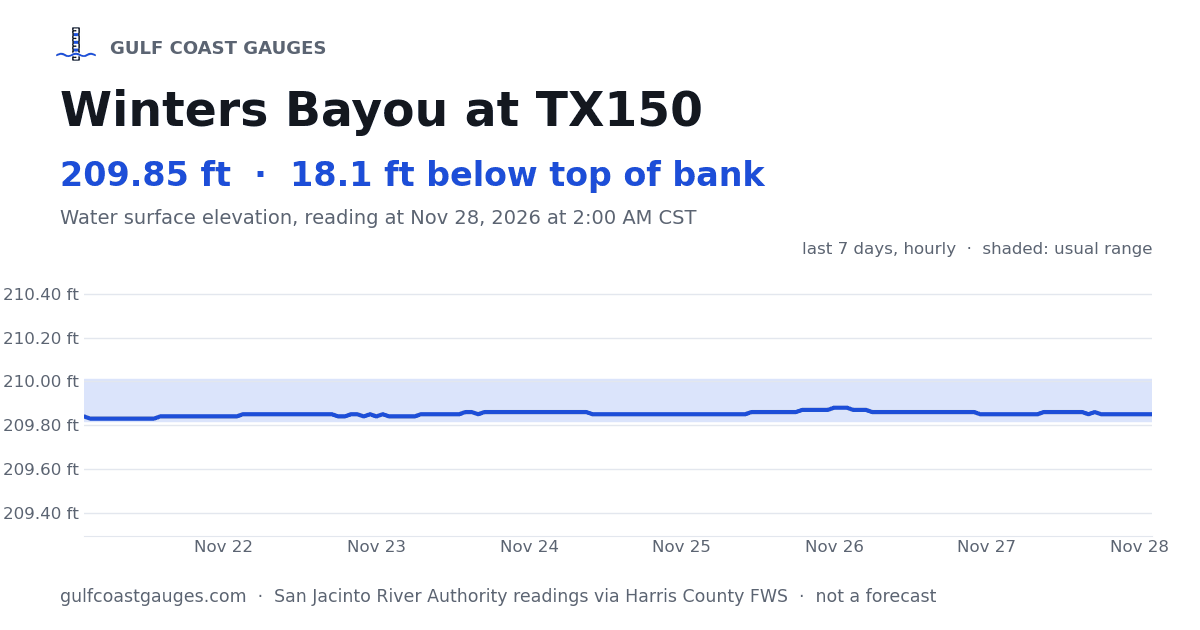 GULF COAST GAUGES
Winters Bayou at TX150
209.85 ft · 18.1 ft below top of bank
Water surface elevation, reading at Nov 28, 2026 at 2:00 AM CST
last 7 days, hourly · shaded: usual range
210.40 ft
210.20 ft
210.00 ft
209.80 ft
209.60 ft
209.40 ft
Nov 22 Nov 23 Nov 24 Nov 25 Nov 26 Nov 27 Nov 28
gulfcoastgauges.com · San Jacinto River Authority readings via Harris County FWS · not a forecast